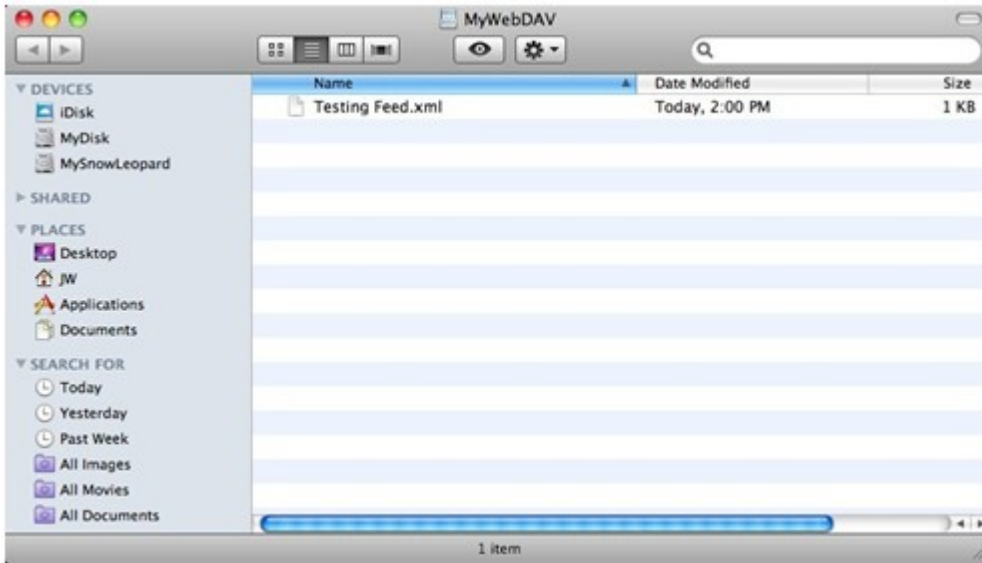 MyWebDAV
Name Date Modified Size
Testing Feed.xml Today, 2:00 PM 1 KB
DEVICES
iDisk
MyDisk
MySnowLeopard
SHARED
PLACES
Desktop
JW
Applications
Documents
SEARCH FOR
Today
Yesterday
Past Week
All Images
All Movies
All Documents
1 item